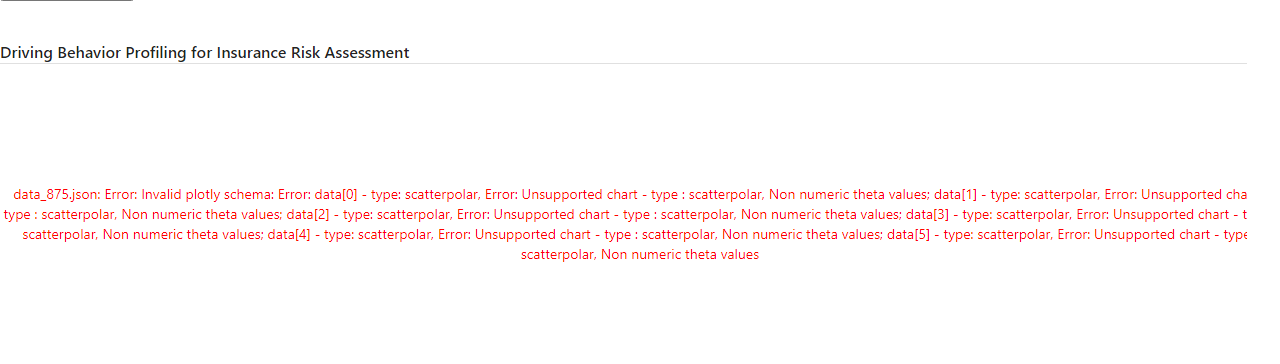 Driving Behavior Profiling for Insurance Risk Assessment
data_875.json: Error: Invalid plotly schema: Error: data[0] - type: scatterpolar, Error: Unsupported chart - type : scatterpolar, Non numeric theta values; data[1] - type: scatterpolar, Error: Unsupported cha
type : scatterpolar, Non numeric theta values; data[2] - type: scatterpolar, Error: Unsupported chart - type : scatterpolar, Non numeric theta values; data[3] - type: scatterpolar, Error: Unsupported chart - t
scatterpolar, Non numeric theta values; data[4] - type: scatterpolar, Error: Unsupported chart - type : scatterpolar, Non numeric theta values; data[5] - type: scatterpolar, Error: Unsupported chart - type
scatterpolar, Non numeric theta values